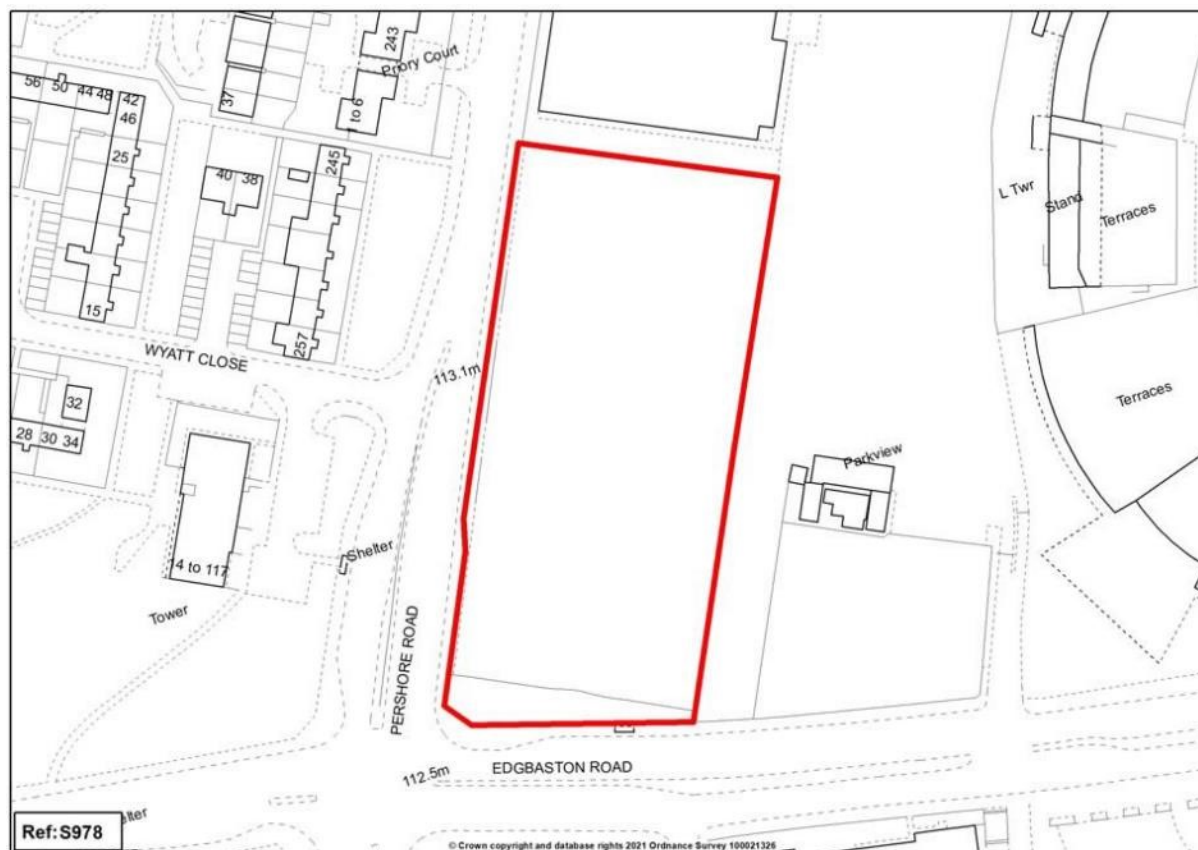 243
Priory Court
56
50
44
48
42
46
37
1 to 6
25
245
40
38
L Twr
Stand
Terraces
15
257
WYATT CLOSE
113.1m
Terraces
32
28
30
34
Parkview
Shelter
14 to 117
Tower
PERSHORE ROAD
EDGBASTON ROAD
112.5m
Ref:S978
© Crown copyright and database rights 2021 Ordnance Survey 100021326